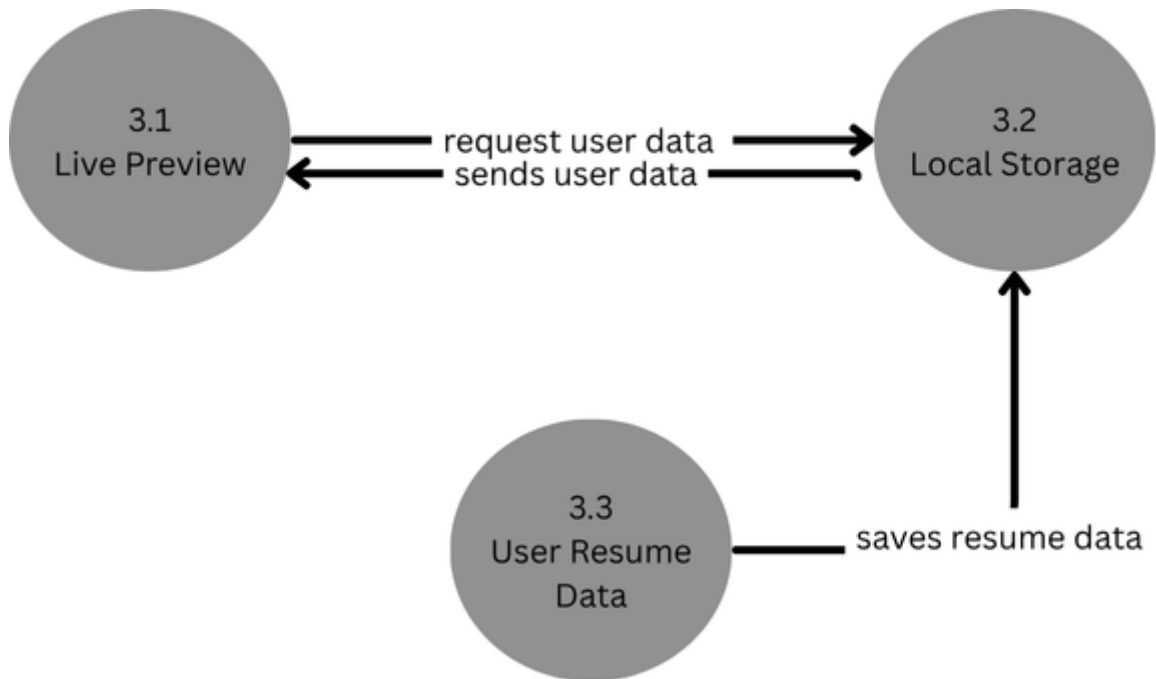 3.1
Live Preview
request user data
sends user data
3.2
Local Storage
3.3
User Resume
Data
saves resume data